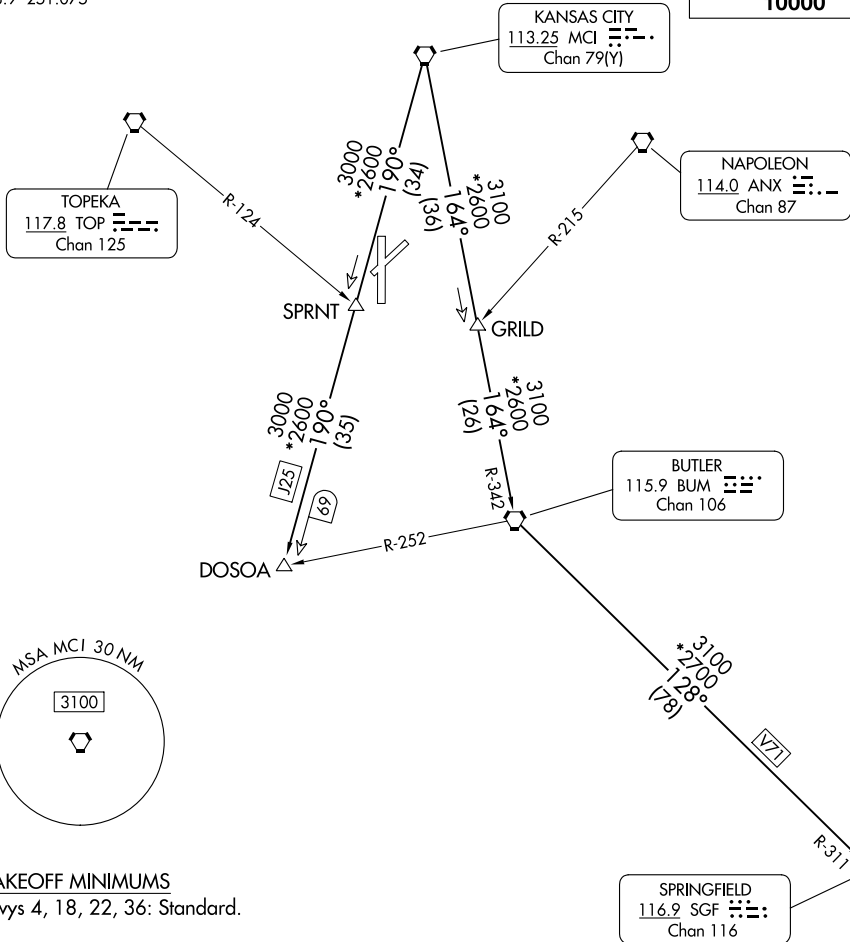 10000
KANSAS CITY
113.25 MCI
Chan 79(Y)
TOPEKA
117.8 TOP
Chan 125
NAPOLEON
114.0 ANX
Chan 87
R-124
R-215
3000
*2600
190°
(34)
3100
*2600
164°
(36)
SPRNT
GRILD
3000
*2600
190°
(35)
3100
*2600
164°
(26)
J25
69
R-342
BUTLER
115.9 BUM
Chan 106
R-252
DOSOA
MSA MCI 30 NM
3100
3100
*2700
128°
(78)
V71
R-311
SPRINGFIELD
116.9 SGF
Chan 116
AKEOFF MINIMUMS
wys 4, 18, 22, 36: Standard.